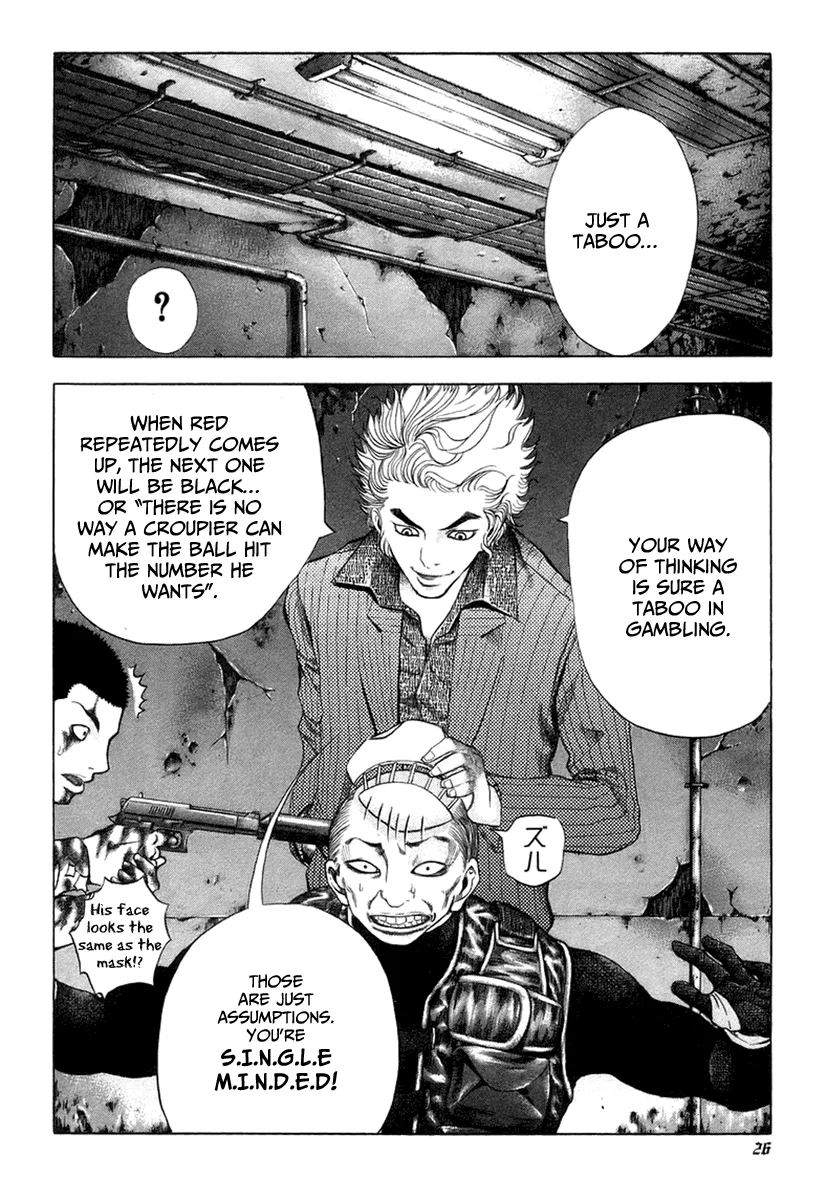 JUST A
TABOO...
?
YOUR WAY
OF THINKING
IS SURE A
TABOO IN
GAMBLING.
WHEN RED
REPEATEDLY COMES
UP, THE NEXT ONE
WILL BE BLACK...
OR “THERE IS NO
WAY A CROUPIER CAN
MAKE THE BALL HIT
THE NUMBER HE
WANTS”.
ズル
His face
looks the
same as the
mask!?
THOSE
ARE JUST
ASSUMPTIONS.
YOU'RE
S.I.N.G.L.E
M.I.N.D.E.D!
26